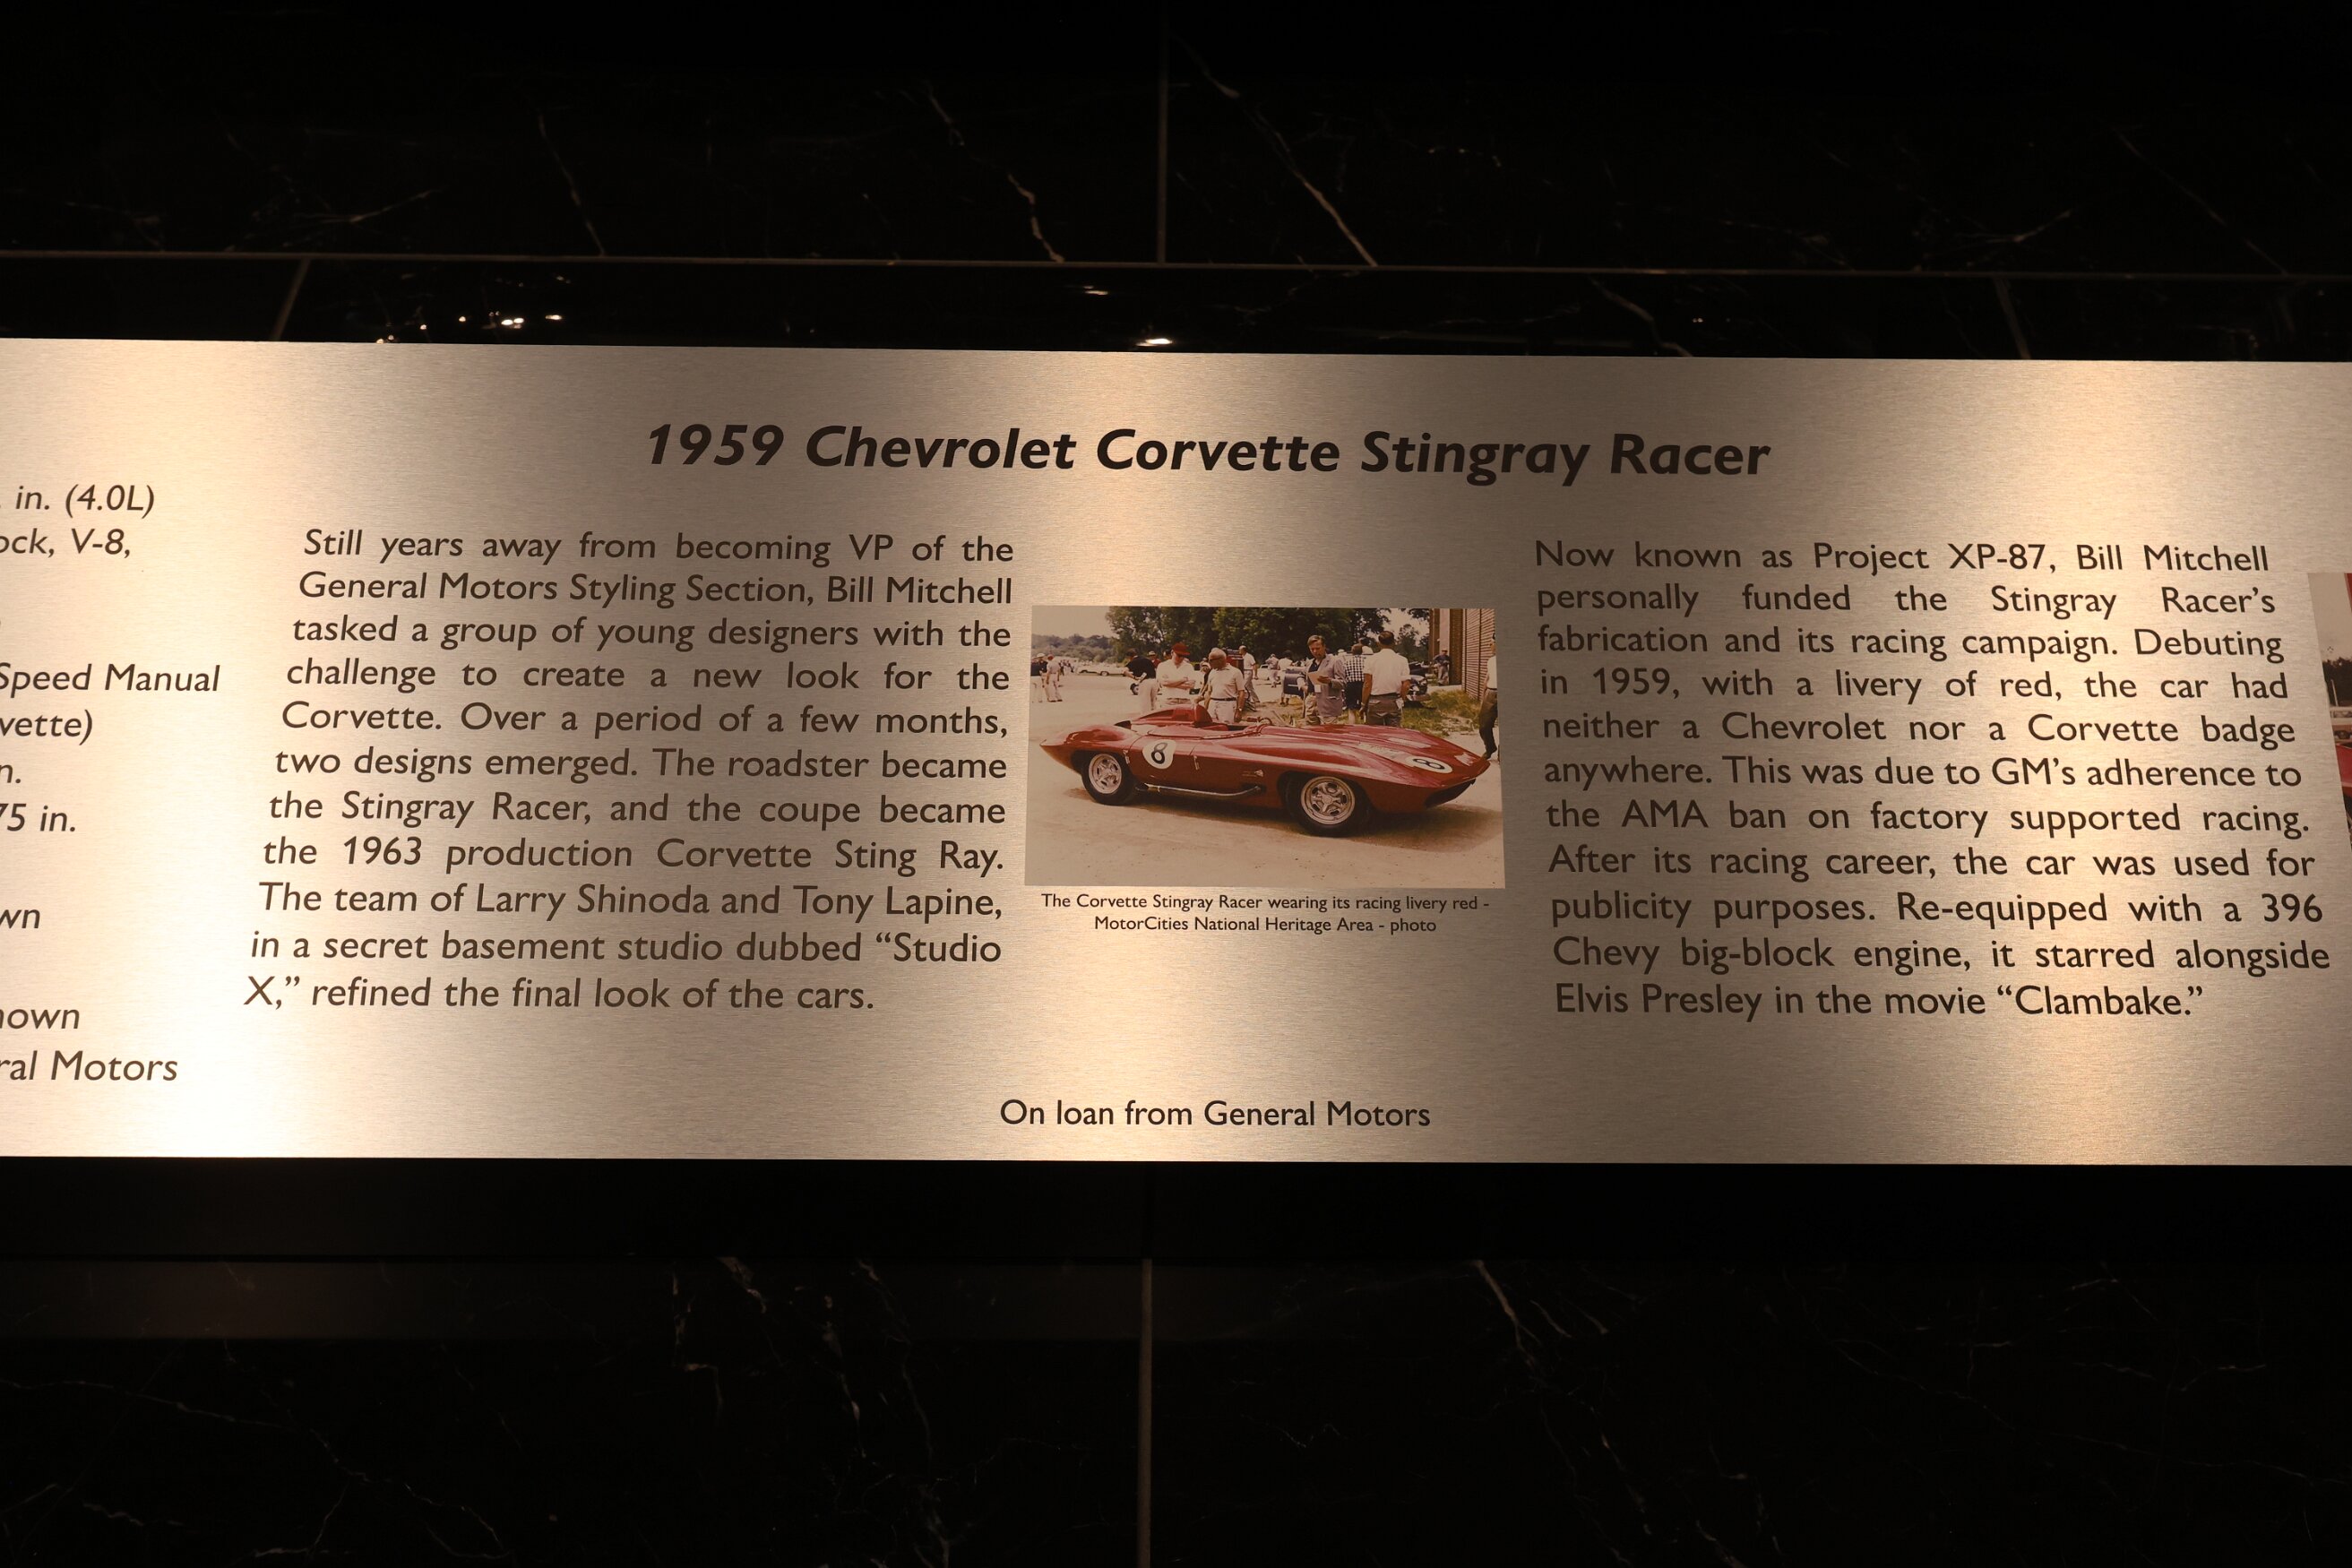 1959 Chevrolet Corvette Stingray Racer
in. (4.0L)
V-8,
Speed Manual
75 in.
Motors
Still years away from becoming VP of the
General Motors Styling Section, Bill Mitchell
tasked a group of young designers with the
challenge to create a new look for the
Corvette. Over a period of a few months,
two designs emerged. The roadster became
the Stingray Racer, and the coupe became
the 1963 production Corvette Sting Ray.
The team of Larry Shinoda and Tony Lapine,
in a secret basement studio dubbed “Studio
X,” refined the final look of the cars.
8
8
The Corvette Stingray Racer wearing its racing livery red -
MotorCities National Heritage Area - photo
Now known as Project XP-87, Bill Mitchell
personally funded the Stingray Racer’s
fabrication and its racing campaign. Debuting
in 1959, with a livery of red, the car had
neither a Chevrolet nor a Corvette badge
anywhere. This was due to GM’s adherence to
the AMA ban on factory supported racing.
After its racing career, the car was used for
publicity purposes. Re-equipped with a 396
Chevy big-block engine, it starred alongside
Elvis Presley in the movie “Clambake.”
On loan from General Motors